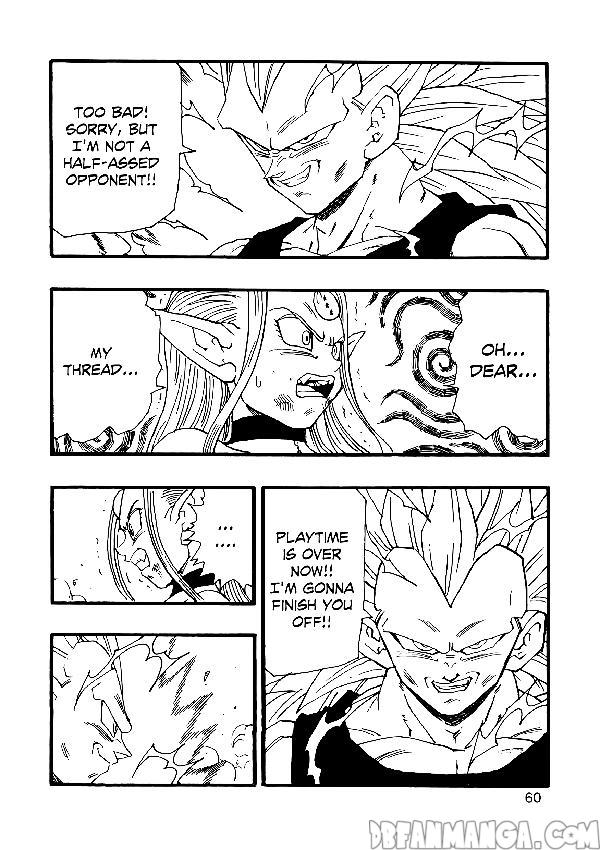 TOO BAD!
SORRY, BUT
I'M NOT A
HALF-ASSED
OPPONENT!!
MY
THREAD...
OH...
DEAR...
...
....
PLAYTIME
IS OVER
NOW!!
I'M GONNA
FINISH YOU
OFF!!
60
DBFANMANGA.COM